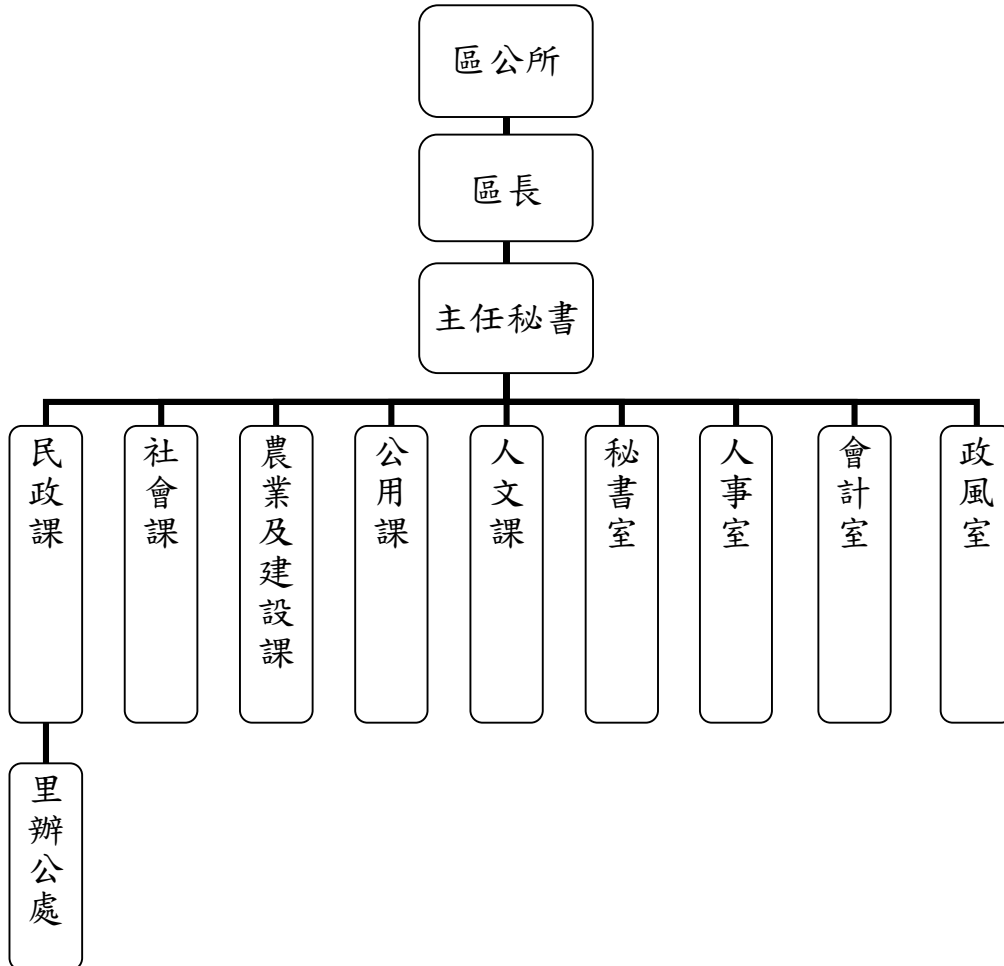 區公所
區長
主任秘書
民政課
社會課
農業及建設課
公用課
人文課
秘書室
人事室
會計室
政風室
里辦公處